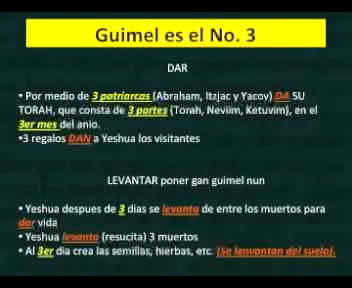 Guimel es el No. 3
DAR
• Por medio de 3 patriarcas (Abraham, Itzjac y Yacov) DA SU
TORAH, que consta de 3 partes (Torah, Neviim, Ketuvim), en el
3er mes del anio.
•3 regalos DAN a Yeshua los visitantes
LEVANTAR poner gan guimel nun
• Yeshua despues de 3 dias se levanta de entre los muertos para
dar vida
• Yeshua levanta (resucita) 3 muertos
• Al 3er dia crea las semillas, hierbas, etc. (Se lenvantan del suelo).